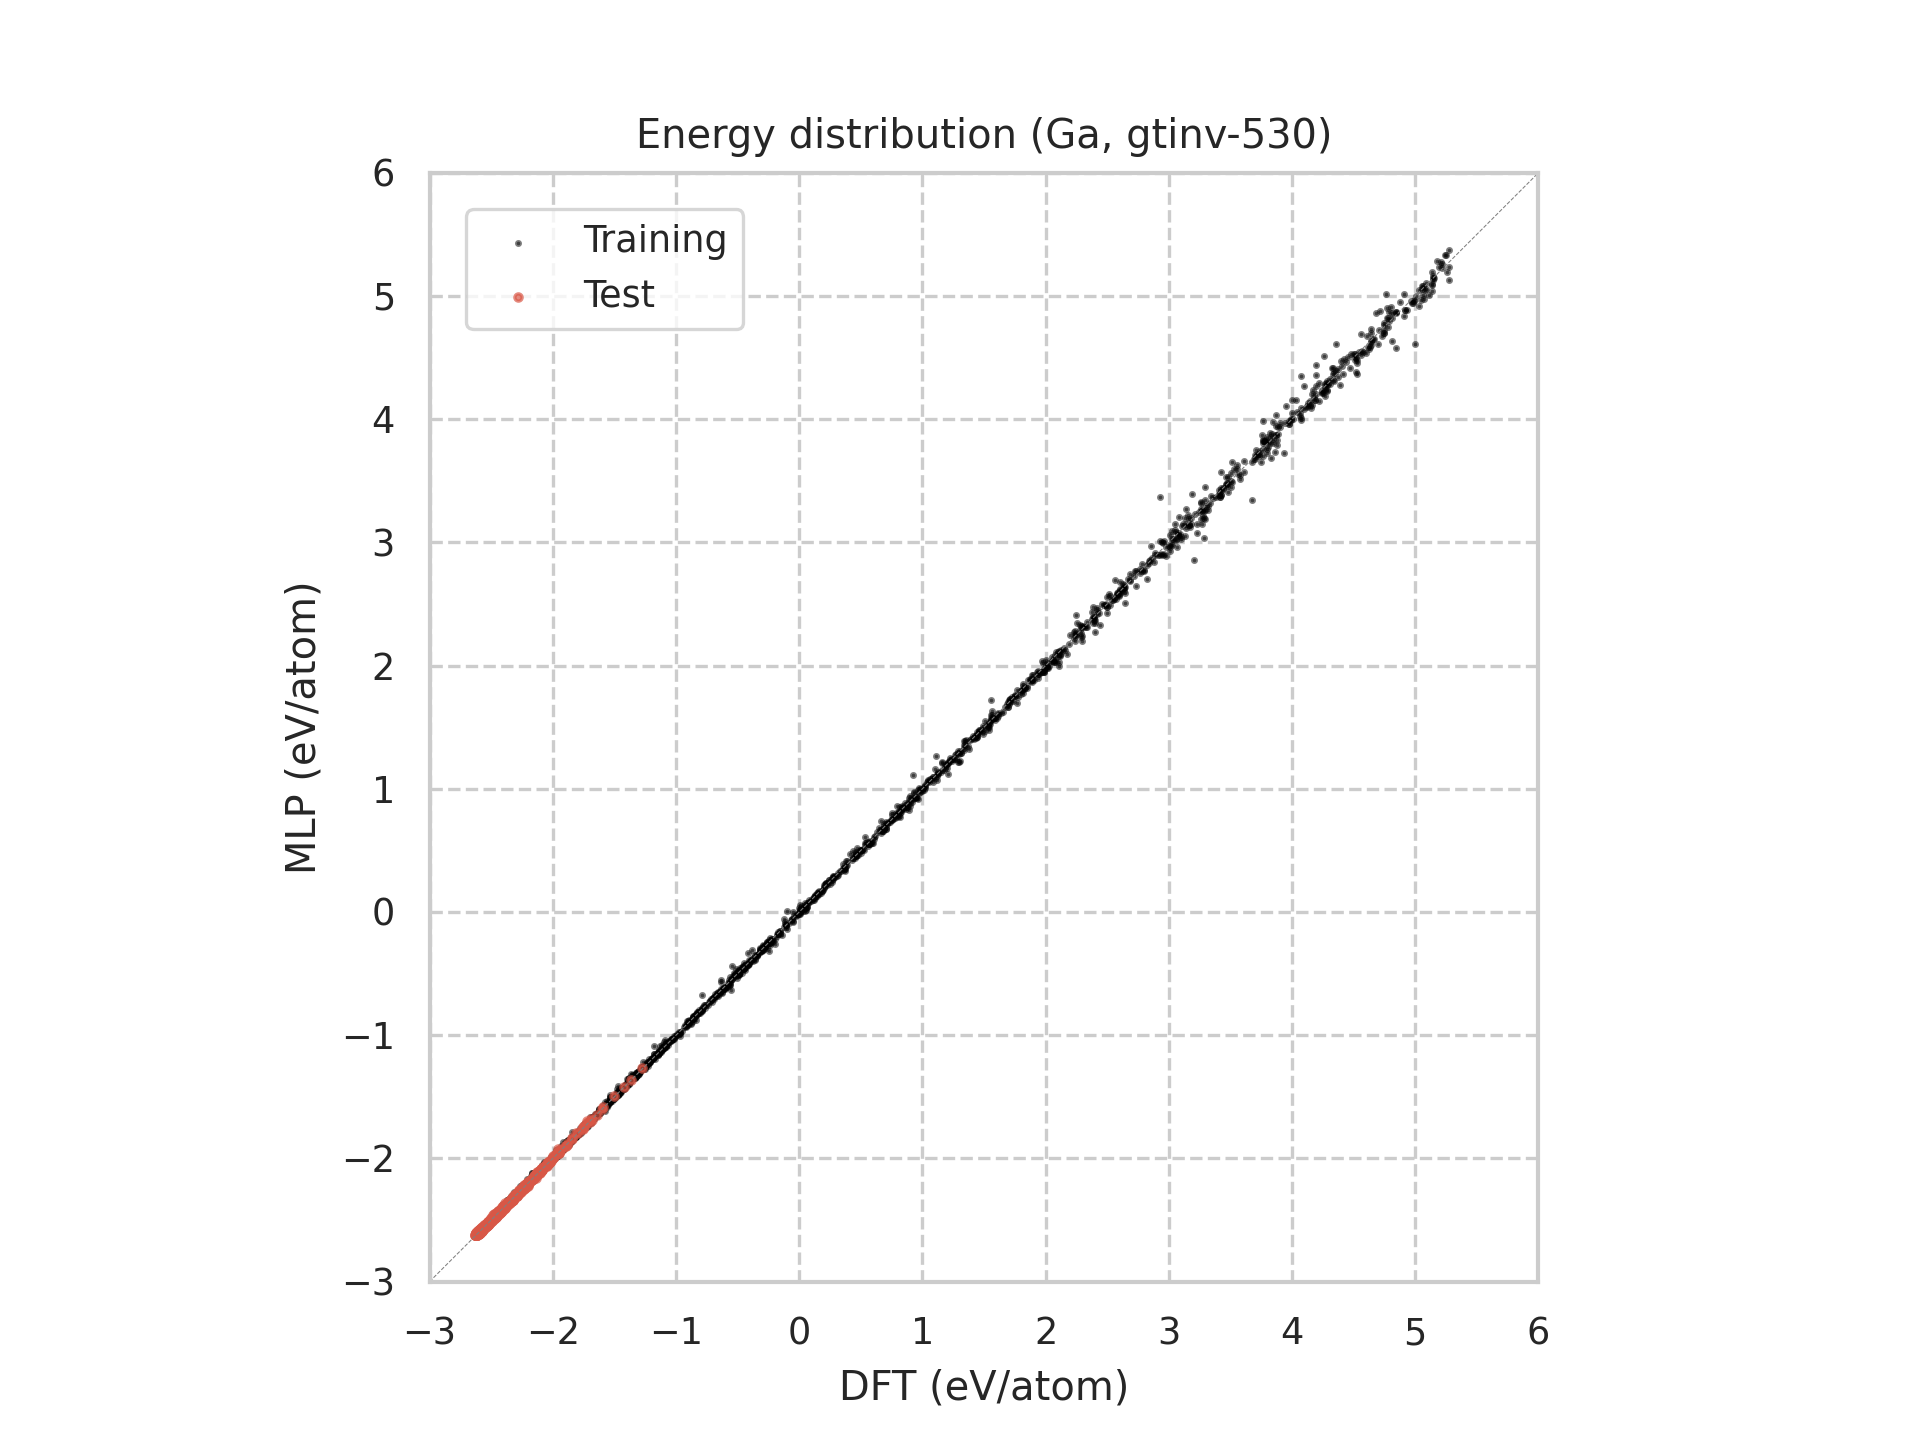 Energy distribution (Ga, gtinv-530)
Training
Test
6
5
4
3
2
1
0
−1
−2
−3
MLP (eV/atom)
−3 −2 −1 0 1 2 3 4 5 6
DFT (eV/atom)